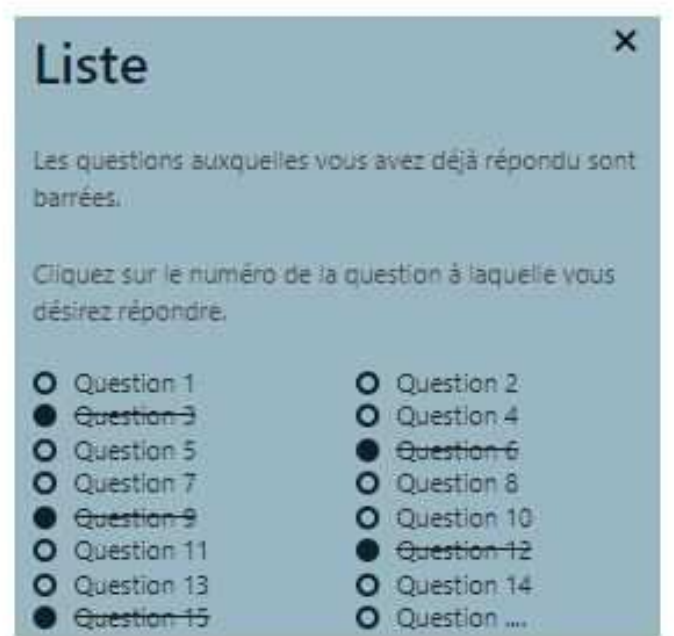 Liste
×
Les questions auxquelles vous avez déjà répondu sont
barrées.
Cliquez sur le numéro de la question à laquelle vous
désirez répondre.
Question 1 Question 2
Question 3 Question 4
Question 5 Question 6
Question 7 Question 8
Question 9 Question 10
Question 11 Question 12
Question 13 Question 14
Question 15 Question ....